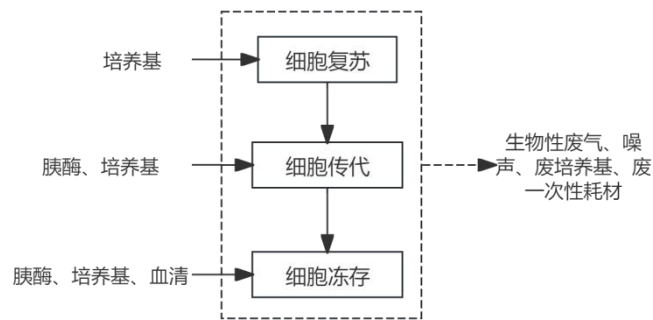 培养基
细胞复苏
胰酶、培养基
细胞传代
生物性废气、噪
声、废培养基、废
一次性耗材
胰酶、培养基、血清
细胞冻存